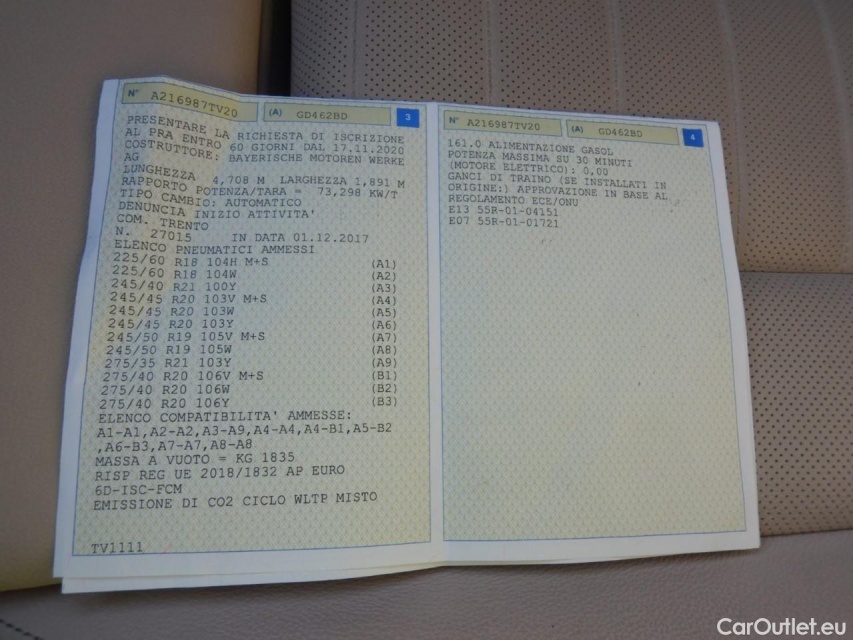 N° A216987TV20 (A) GD462BD 3
PRESENTARE LA RICHIESTA DI ISCRIZIONE
AL PRA ENTRO 60 GIORNI DAL 17.11.2020
COSTRUTTORE: BAYERISCHE MOTOREN WERKE
AG
LUNGHEZZA 4,708 M LARGHEZZA 1,891 M
RAPPORTO POTENZA/TARA = 73,298 KW/T
TIPO CAMBIO: AUTOMATICO
DENUNCIA INIZIO ATTIVITA'
COM. TRENTO
N. 27015 IN DATA 01.12.2017
ELENCO PNEUMATICI AMMESSI
225/60 R18 104H M+S (A1)
225/60 R18 104W (A2)
245/40 R21 100Y (A3)
245/45 R20 103V M+S (A4)
245/45 R20 103W (A5)
245/45 R20 103Y (A6)
245/50 R19 105V M+S (A7)
245/50 R19 105W (A8)
275/35 R21 103Y (A9)
275/40 R20 106V M+S (B1)
275/40 R20 106W (B2)
275/40 R20 106Y (B3)
ELENCO COMPATIBILITA' AMMESSE:
A1-A1,A2-A2,A3-A9,A4-A4,A4-B1,A5-B2
,A6-B3,A7-A7,A8-A8
MASSA A VUOTO = KG 1835
RISP REG UE 2018/1832 AP EURO
6D-ISC-FCM
EMISSIONE DI CO2 CICLO WLTP MISTO
TV1111
N° A216987TV20 (A) GD462BD 4
161.0 ALIMENTAZIONE GASOL
POTENZA MASSIMA SU 30 MINUTI
(MOTORE ELETTRICO): 0,00
GANCI DI TRAINO (SE INSTALLATI IN
ORIGINE:) APPROVAZIONE IN BASE AL
REGOLAMENTO ECE/ONU
E13 55R-01-04151
E07 55R-01-01721
CarOutlet.eu